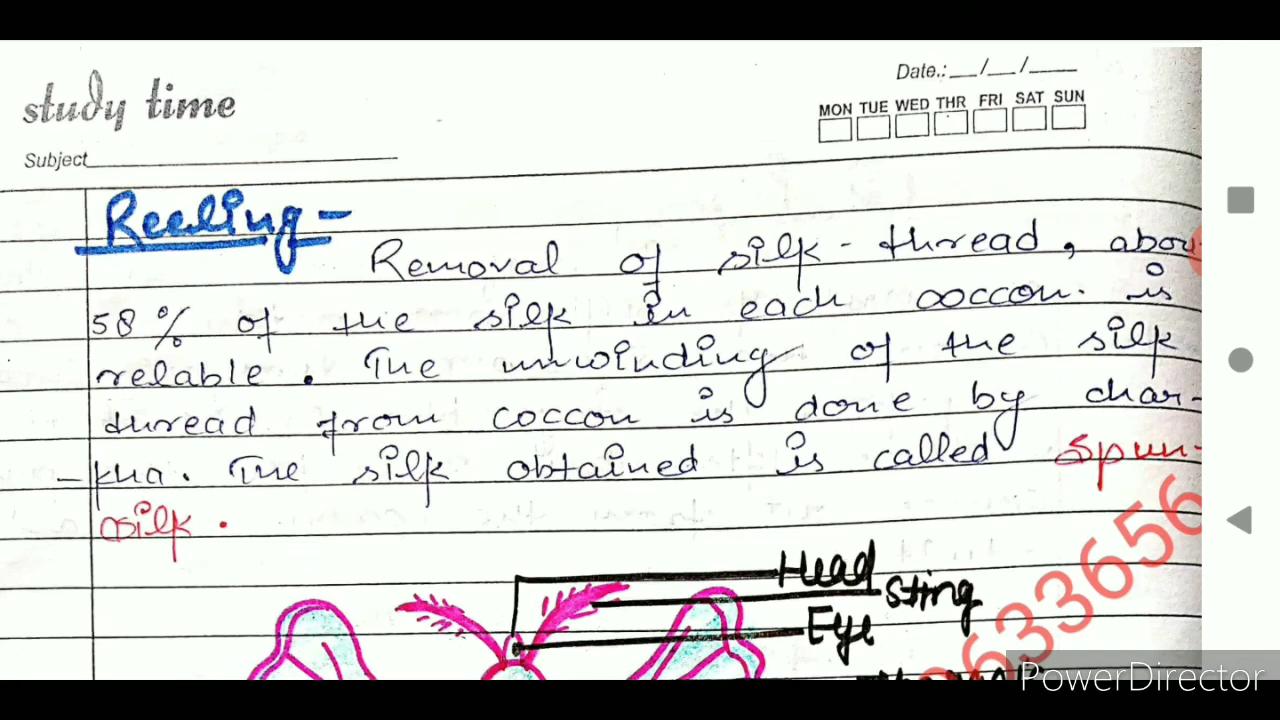 study time
Date.: __/__/____
MON TUE WED THR FRI SAT SUN
Subject
Reeling -
Removal of silk-thread, abou
58% of the silk in each coccon. is
relable. The unwinding of the silk
thread from coccon is done by char-
-kha. The silk obtained is called spun-
silk.
Head
Sting
Eye
633656
PowerDirector